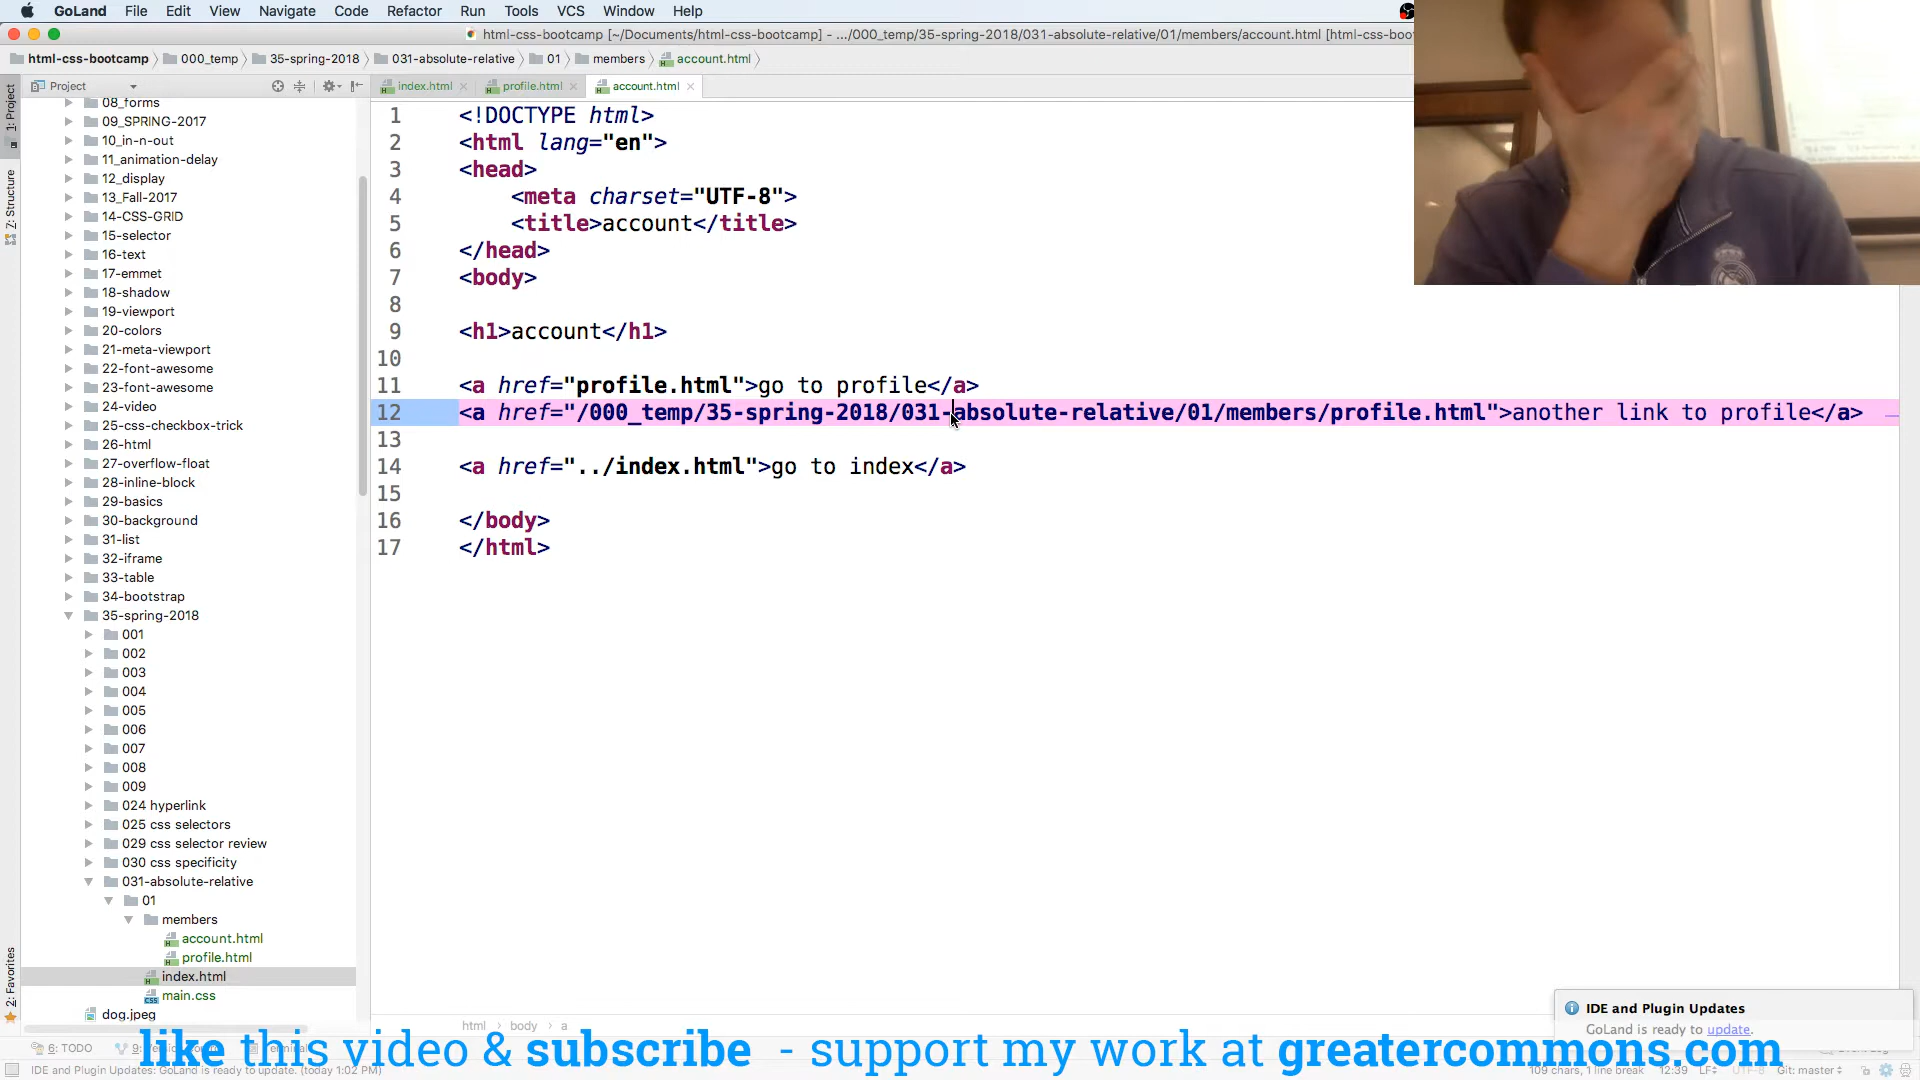 GoLand File Edit View Navigate Code Refactor Run Tools VCS Window Help
html-css-bootcamp [~/Documents/html-css-bootcamp] - .../000_temp/35-spring-2018/031-absolute-relative/01/members/account.html [html-css-boo
html-css-bootcamp 000_temp 35-spring-2018 031-absolute-relative 01 members account.html
Project
index.html profile.html account.html
1: Project
Z: Structure
2: Favorites
08_forms
09_SPRING-2017
10_in-n-out
11_animation-delay
12_display
13_Fall-2017
14-CSS-GRID
15-selector
16-text
17-emmet
18-shadow
19-viewport
20-colors
21-meta-viewport
22-font-awesome
23-font-awesome
24-video
25-css-checkbox-trick
26-html
27-overflow-float
28-inline-block
29-basics
30-background
31-list
32-iframe
33-table
34-bootstrap
35-spring-2018
001
002
003
004
005
006
007
008
009
024 hyperlink
025 css selectors
029 css selector review
030 css specificity
031-absolute-relative
01
members
account.html
profile.html
index.html
main.css
dog.jpeg
1 <!DOCTYPE html>
2 <html lang="en">
3 <head>
4 <meta charset="UTF-8">
5 <title>account</title>
6 </head>
7 <body>
8
9 <h1>account</h1>
10
11 <a href="profile.html">go to profile</a>
12 <a href="/000_temp/35-spring-2018/031-absolute-relative/01/members/profile.html">another link to profile</a>
13
14 <a href="../index.html">go to index</a>
15
16 </body>
17 </html>
html › body › a
IDE and Plugin Updates
GoLand is ready to update.
6: TODO
like this video & subscribe - support my work at greatercommons.com
IDE and Plugin Updates: GoLand is ready to update. (today 1:02 PM)
109 chars, 1 line break 12:39 LF UTF-8 Git: master